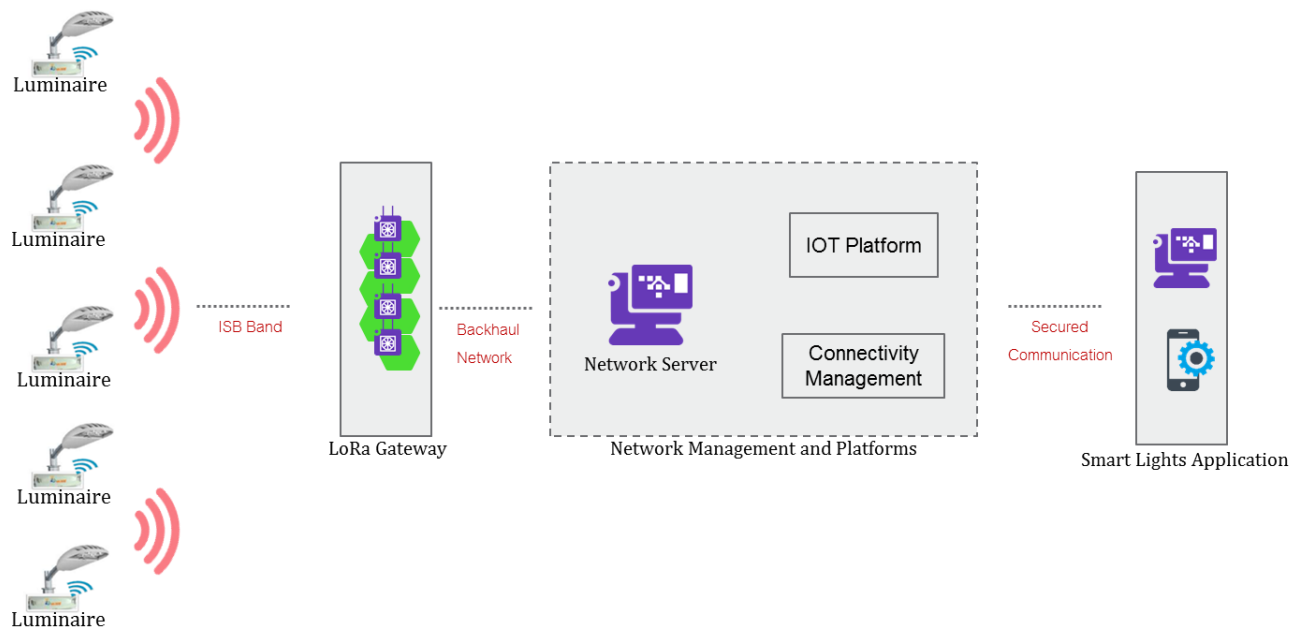 Luminaire
Luminaire
Luminaire
Luminaire
Luminaire
ISB Band
LoRa Gateway
Backhaul
Network
Network Server
IOT Platform
Connectivity
Management
Network Management and Platforms
Secured
Communication
Smart Lights Application